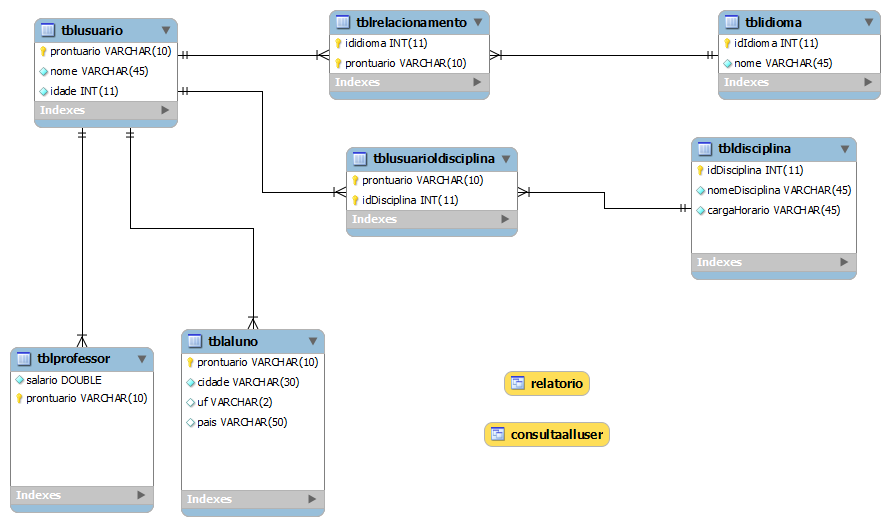 tblusuario
prontuario VARCHAR(10)
nome VARCHAR(45)
idade INT(11)
Indexes
tblrelacionamento
ididioma INT(11)
prontuario VARCHAR(10)
Indexes
tblidioma
idIdioma INT(11)
nome VARCHAR(45)
Indexes
tblusuarioldisciplina
prontuario VARCHAR(10)
idDisciplina INT(11)
Indexes
tbldisciplina
idDisciplina INT(11)
nomeDisciplina VARCHAR(45)
cargaHorario VARCHAR(45)
Indexes
tblprofessor
salario DOUBLE
prontuario VARCHAR(10)
Indexes
tblaluno
prontuario VARCHAR(10)
cidade VARCHAR(30)
uf VARCHAR(2)
pais VARCHAR(50)
Indexes
relatorio
consultaalluser